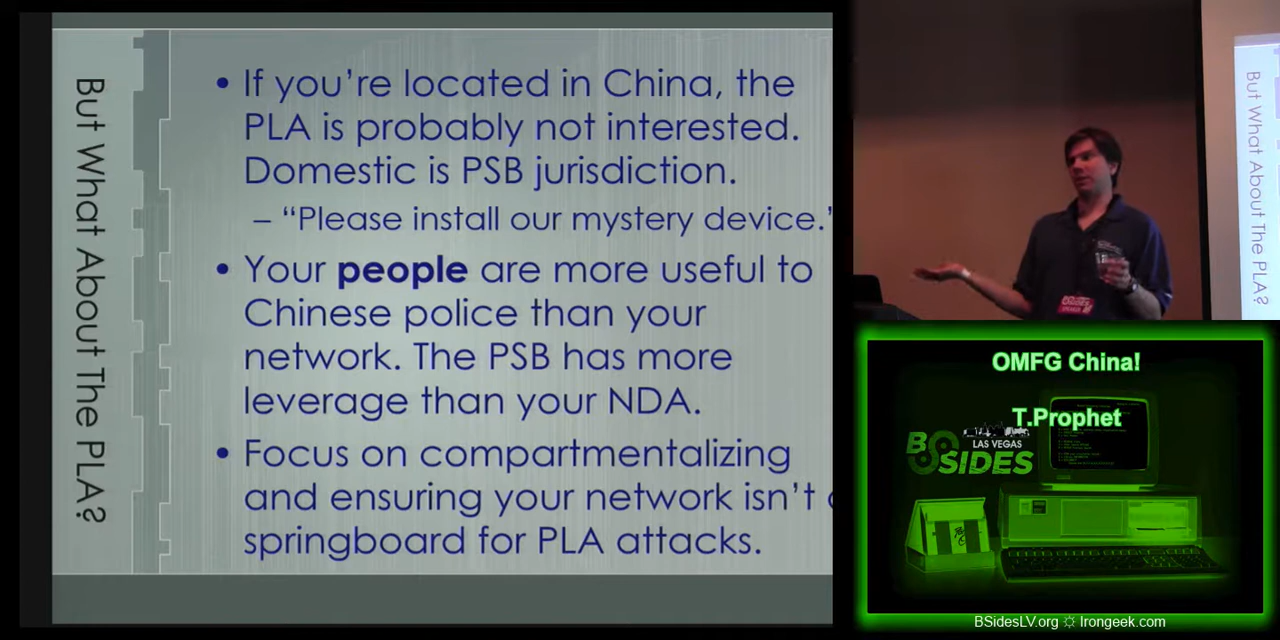 But What About The PLA?
• If you're located in China, the
PLA is probably not interested.
Domestic is PSB jurisdiction.
– “Please install our mystery device.”
• Your people are more useful to
Chinese police than your
network. The PSB has more
leverage than your NDA.
• Focus on compartmentalizing
and ensuring your network isn't
springboard for PLA attacks.
But What About The PLA?
OMFG China!
T.Prophet
BSIDES
LAS VEGAS
BSidesLV.org ☼ Irongeek.com